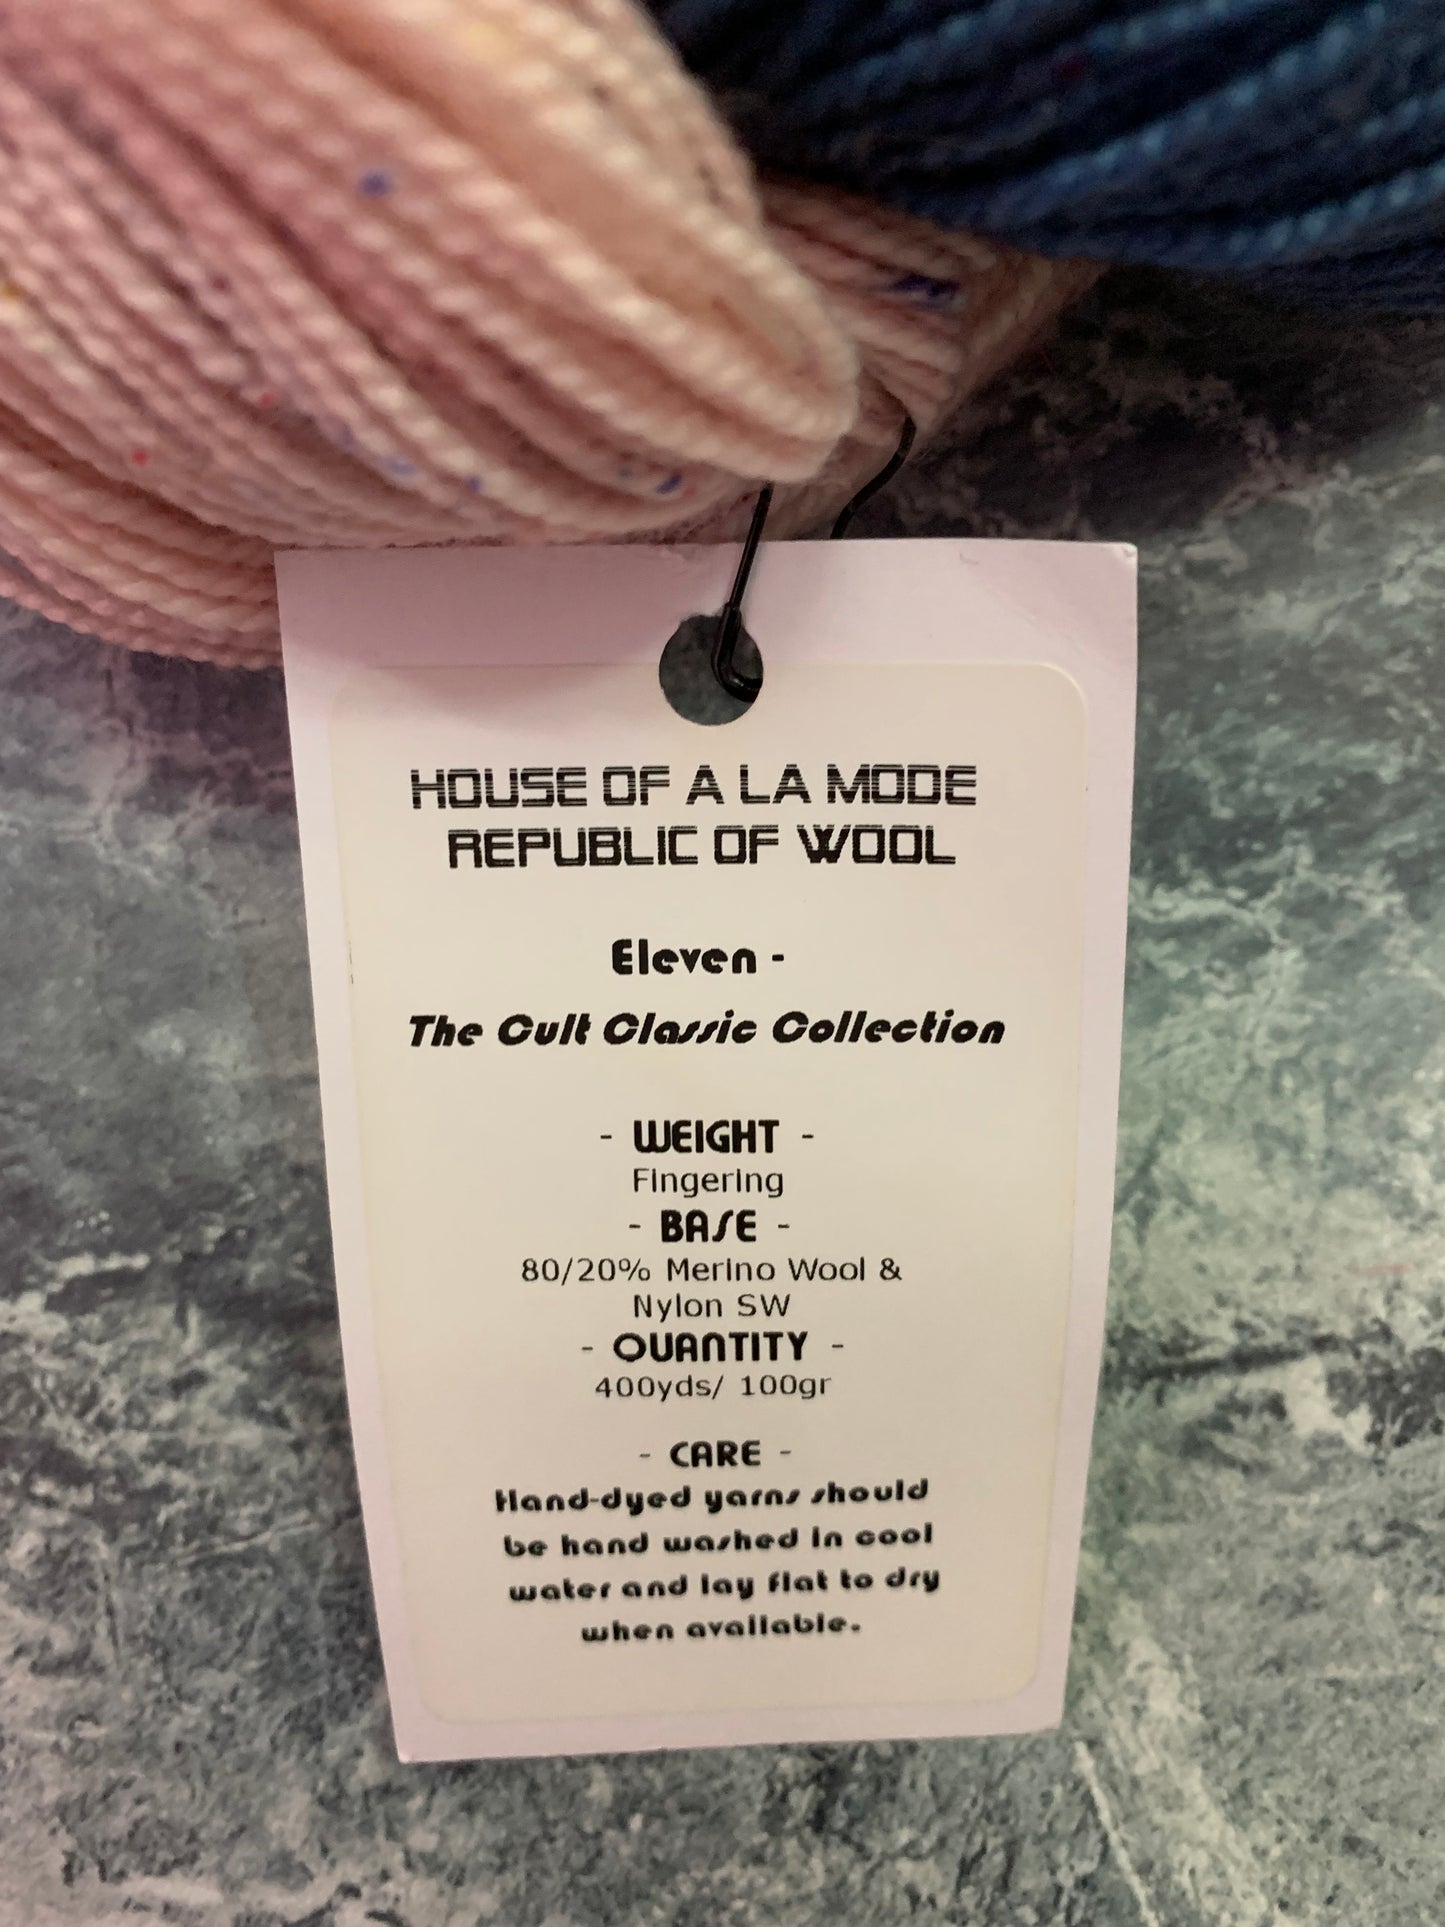 HOUSE OF A LA MODE
REPUBLIC OF WOOL
Eleven -
The Cult Classic Collection
- WEIGHT -
Fingering
- BASE -
80/20% Merino Wool &
Nylon SW
- QUANTITY -
400yds/ 100gr
- CARE -
Hand-dyed yarns should
be hand washed in cool
water and lay flat to dry
when available.